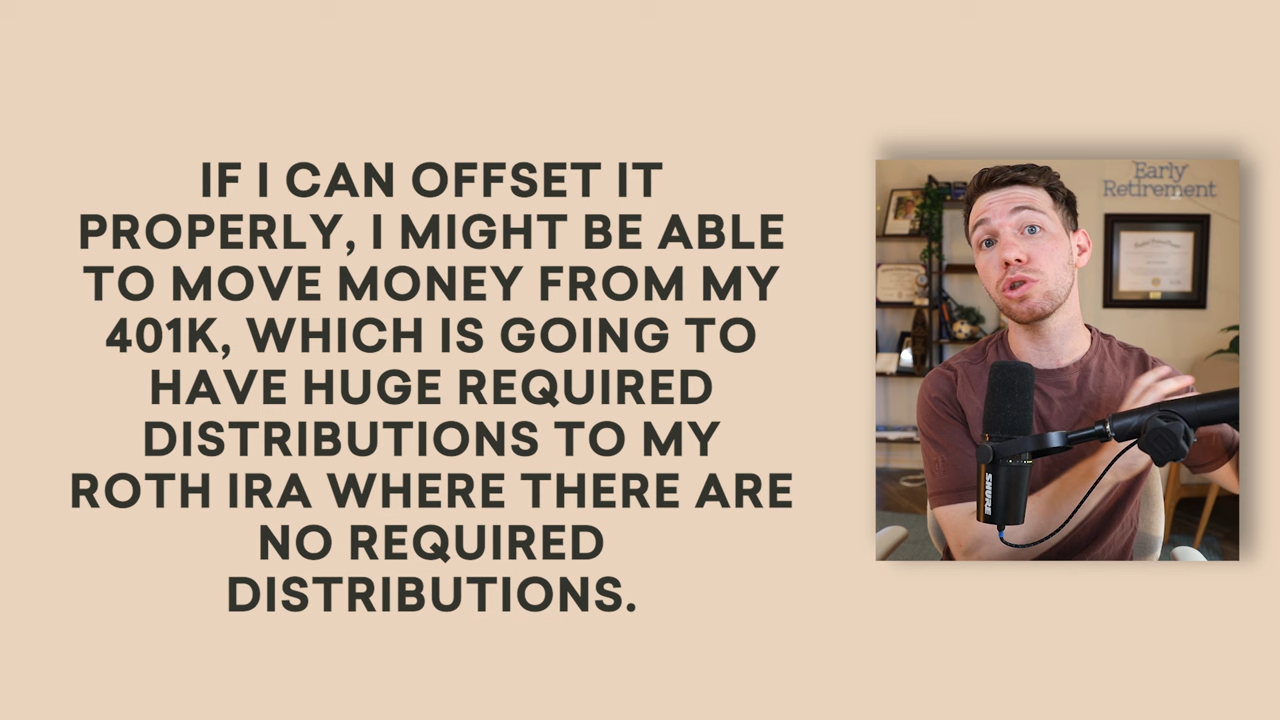 IF I CAN OFFSET IT
PROPERLY, I MIGHT BE ABLE
TO MOVE MONEY FROM MY
401K, WHICH IS GOING TO
HAVE HUGE REQUIRED
DISTRIBUTIONS TO MY
ROTH IRA WHERE THERE ARE
NO REQUIRED
DISTRIBUTIONS.
Early
Retirement
SHURE